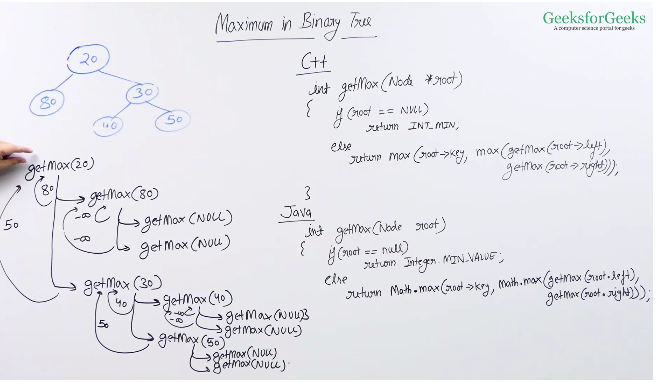 Maximum in Binary Tree
GeeksforGeeks
A computer science portal for geeks
20
80
30
40
50
getMax(20)
80
50
getMax(80)
-∞
-∞
getMax(NULL)
getMax(NULL)
getMax(30)
40
50
getMax(40)
-∞
-∞
getMax(NULL)
getMax(NULL)
getMax(50)
getMax(NULL)
getMax(NULL)
C++
int getMax(Node *root)
{ if (root == NULL)
return INT_MIN;
else
return max(root->key, max(getMax(root->left),
getMax(root->right)));
}
Java
int getMax(Node root)
{ if(root == null)
return Integer.MIN_VALUE;
else
return Math.max(root->key, math.max(getMax(root.left),
getMax(root.right)));